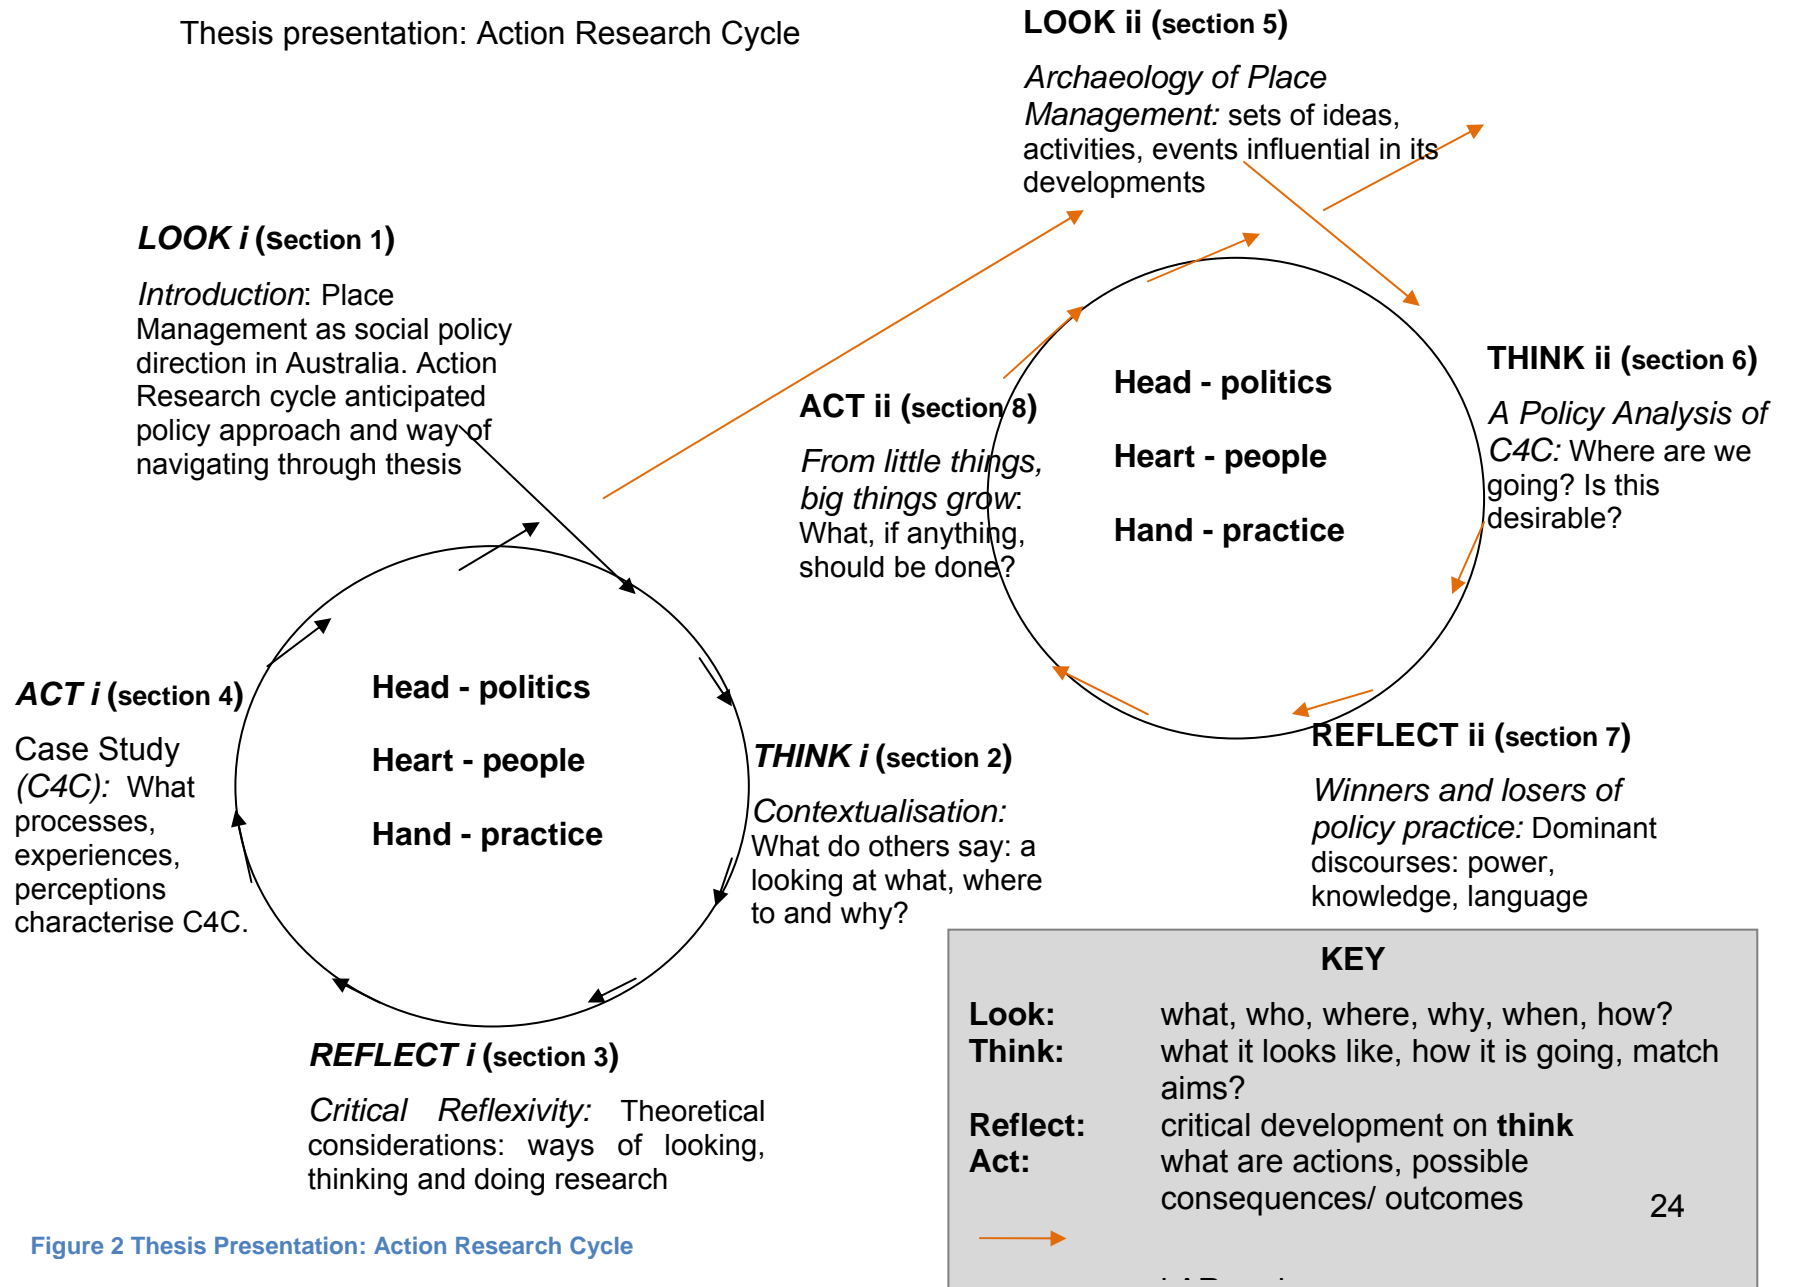 Thesis presentation: Action Research Cycle
LOOK i (section 1)
Introduction: Place
Management as social policy
direction in Australia. Action
Research cycle anticipated
policy approach and way of
navigating through thesis
Head - politics
Heart - people
Hand - practice
THINK i (section 2)
Contextualisation:
What do others say: a
looking at what, where
to and why?
REFLECT i (section 3)
Critical Reflexivity: Theoretical
considerations: ways of looking,
thinking and doing research
ACT i (section 4)
Case Study
(C4C): What
processes,
experiences,
perceptions
characterise C4C.
LOOK ii (section 5)
Archaeology of Place
Management: sets of ideas,
activities, events influential in its
developments
Head - politics
Heart - people
Hand - practice
THINK ii (section 6)
A Policy Analysis of
C4C: Where are we
going? Is this
desirable?
REFLECT ii (section 7)
Winners and losers of
policy practice: Dominant
discourses: power,
knowledge, language
ACT ii (section 8)
From little things,
big things grow:
What, if anything,
should be done?
KEY
Look: what, who, where, why, when, how?
Think: what it looks like, how it is going, match
aims?
Reflect: critical development on think
Act: what are actions, possible
consequences/ outcomes
24
Figure 2 Thesis Presentation: Action Research Cycle